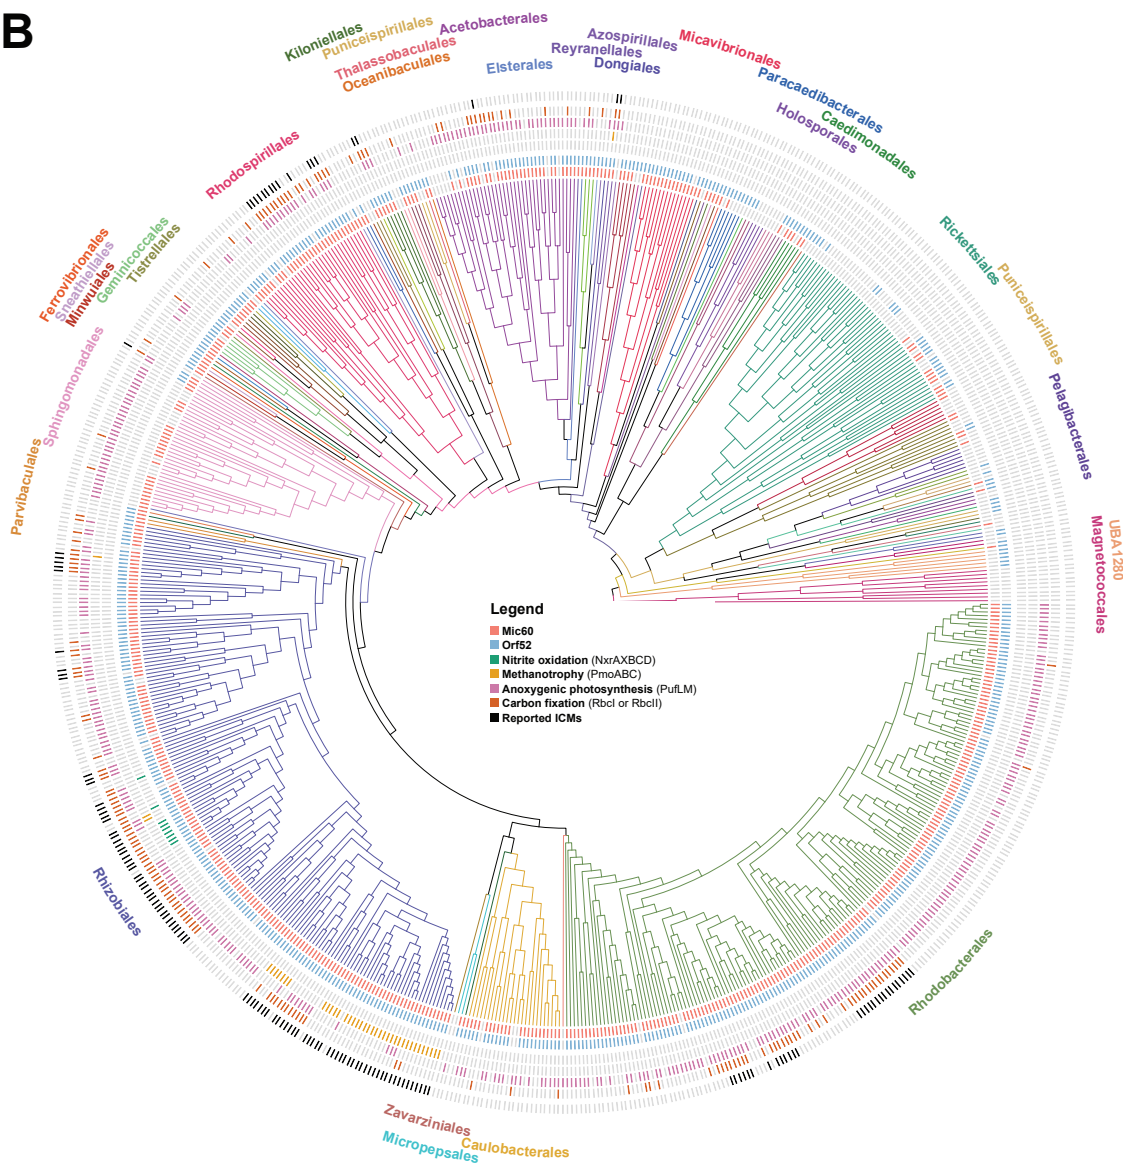 B
Kiloniellales
Puniceispirillales
Thalassobaculales
Oceanibaculales
Acetobacterales
Elsterales
Azospirillales
Reyranellales
Dongiales
Micavibrionales
Paracaedibacterales
Caedimonadales
Holosporales
Rhodospirillales
Rickettsiales
Puniceispirillales
Ferrovibrionales
Sneathiellales
Minwuiales
Geminicoccales
Tistrellales
Sphingomonadales
Pelagibacterales
Parvibaculales
UBA1280
Magnetococcales
Legend
Mic60
Orf52
Nitrite oxidation (NxrAXBCD)
Methanotrophy (PmoABC)
Anoxygenic photosynthesis (PufLM)
Carbon fixation (RbcI or RbcII)
Reported ICMs
Rhizobiales
Rhodobacterales
Zavarziniales
Micropepsales
Caulobacterales